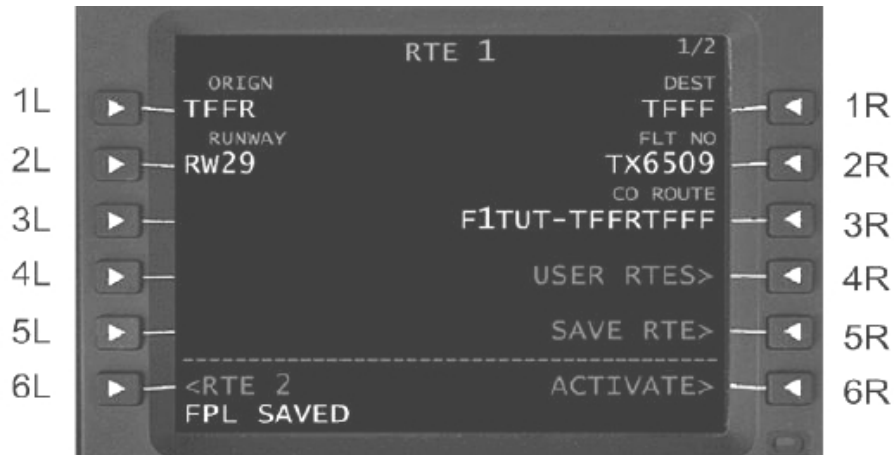 RTE 1 1/2
ORIGN DEST
1L TFFR TFFF 1R
RUNWAY FLT NO
2L RW29 TX6509 2R
CO ROUTE
3L F1TUT-TFFRTFFF 3R
4L USER RTES> 4R
5L SAVE RTE> 5R
--------------------------------------------
6L <RTE 2 ACTIVATE> 6R
FPL SAVED